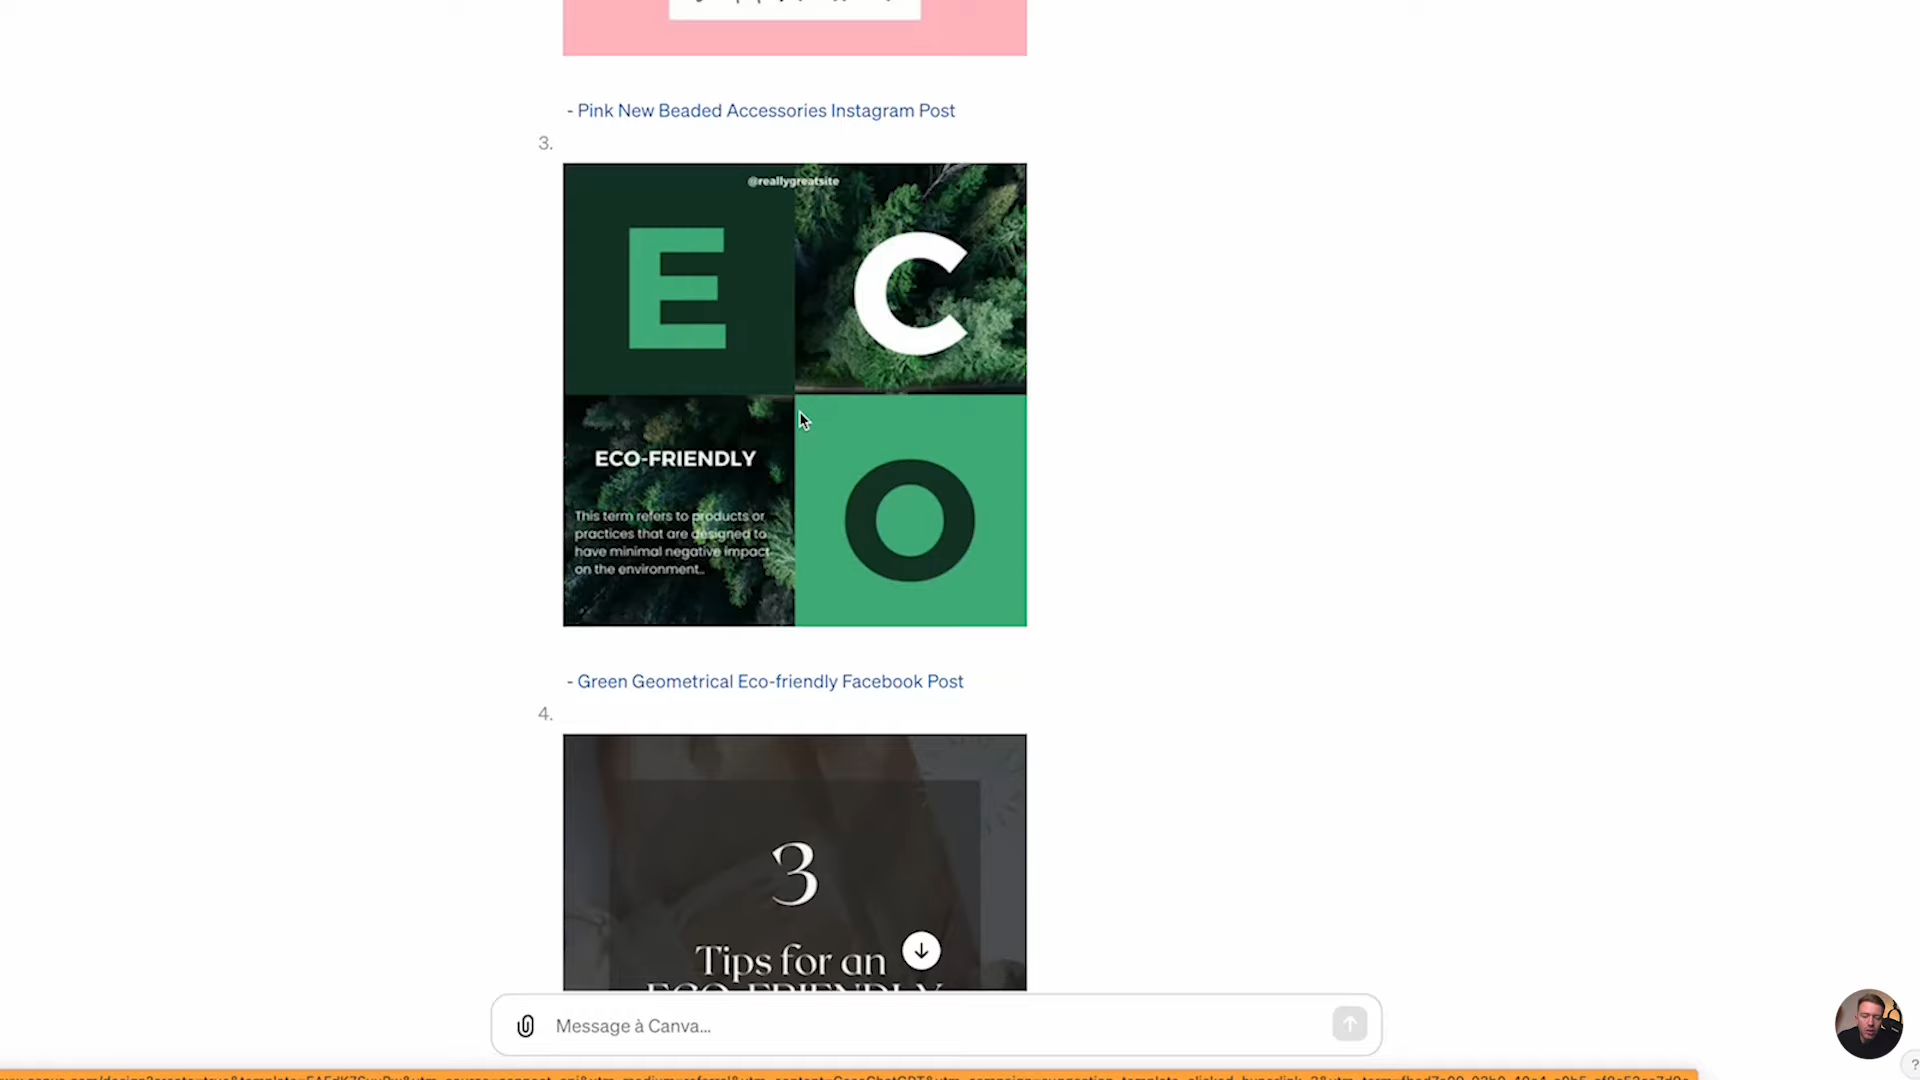 - Pink New Beaded Accessories Instagram Post
3.
@reallygreatsite
E
C
ECO-FRIENDLY
This term refers to products or
practices that are designed to
have minimal negative impact
on the environment..
O
- Green Geometrical Eco-friendly Facebook Post
4.
3
Tips for an
ECO-FRIENDLY
Message à Canva...
?